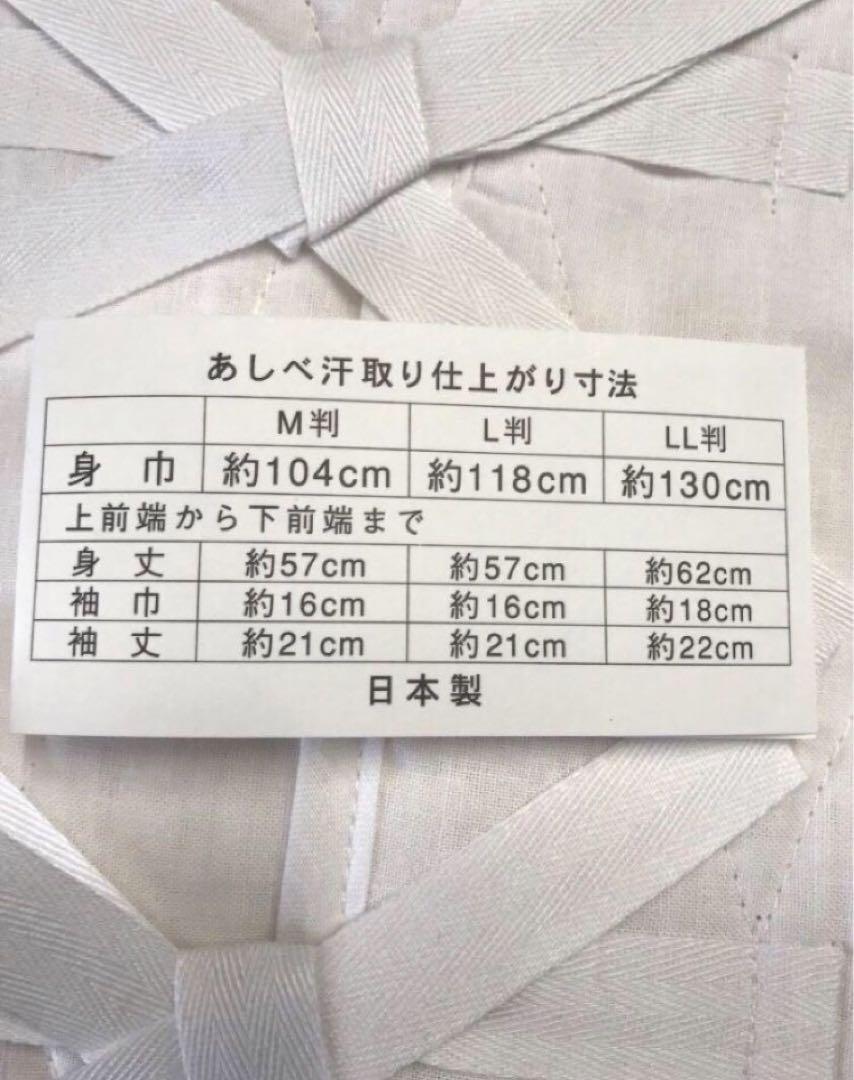 あしべ汗取り仕上がり寸法
M判 L判 LL判
身巾 約104cm 約118cm 約130cm
上前端から下前端まで
身丈 約57cm 約57cm 約62cm
袖巾 約16cm 約16cm 約18cm
袖丈 約21cm 約21cm 約22cm
日本製